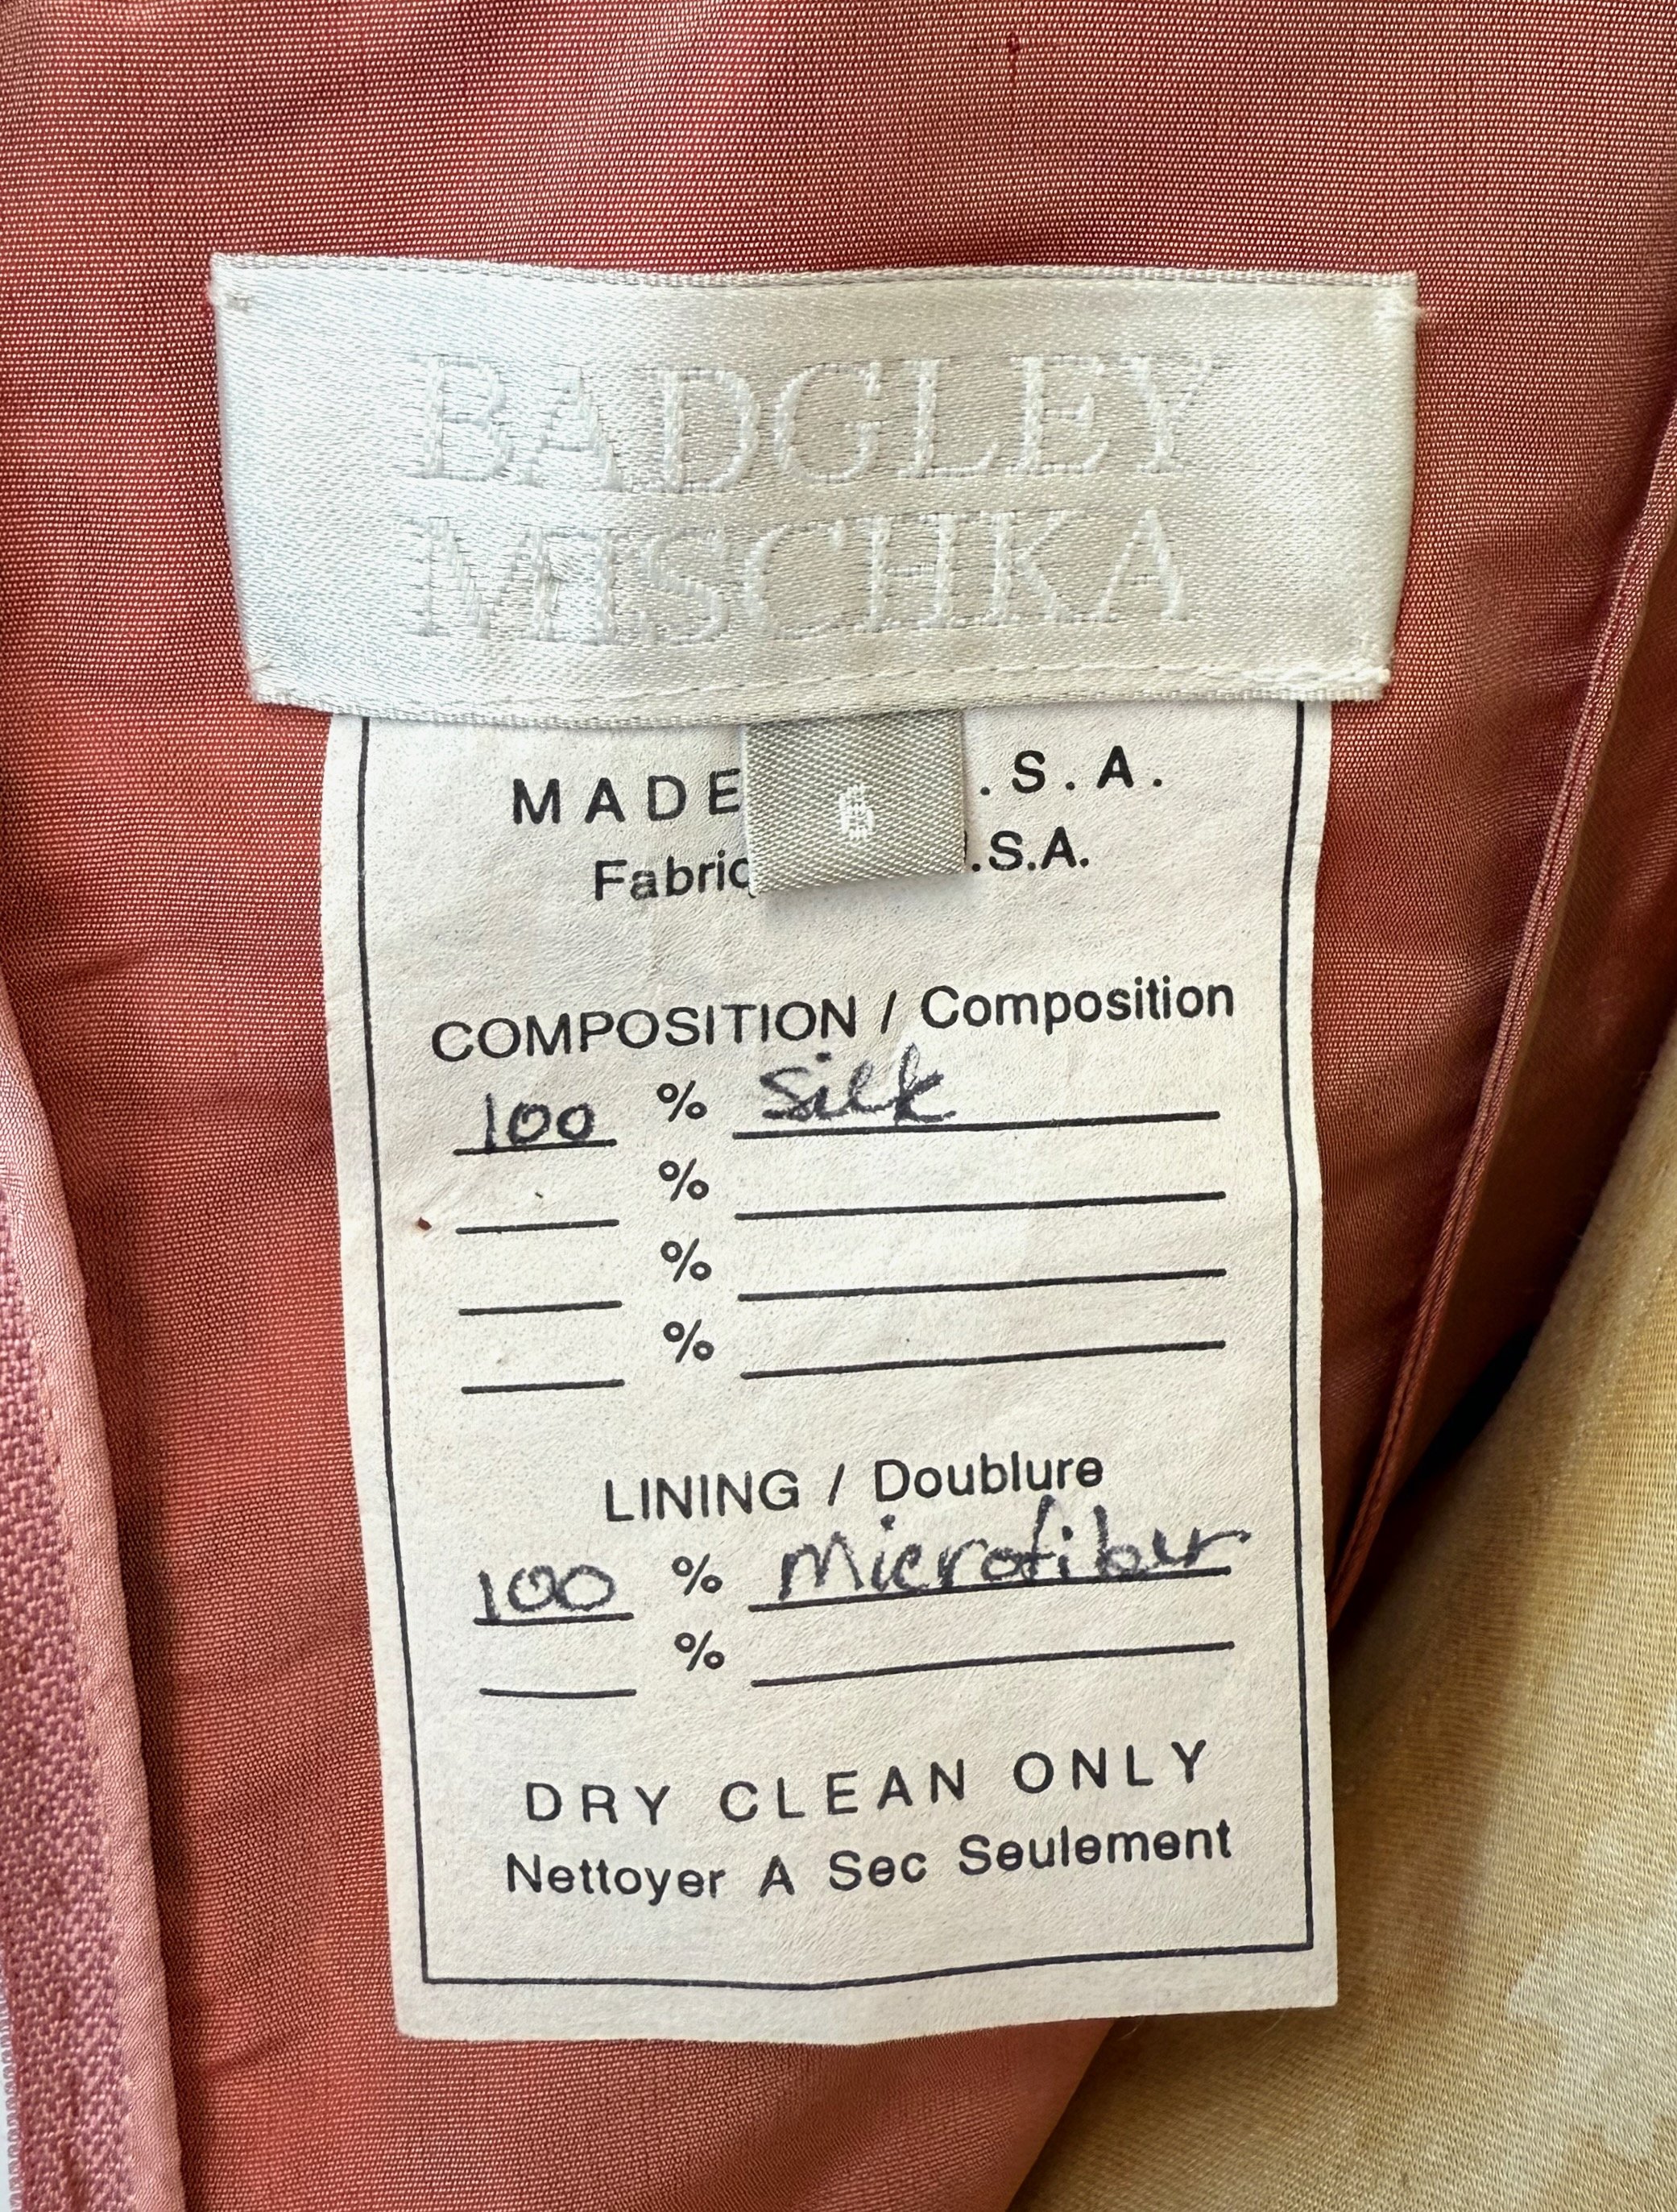 BADGLEY
MISCHKA
MADE .S.A.
6
Fabric .S.A.
COMPOSITION / Composition
100 % Silk
%
%
%
LINING / Doublure
100 % Microfiber
%
DRY CLEAN ONLY
Nettoyer A Sec Seulement